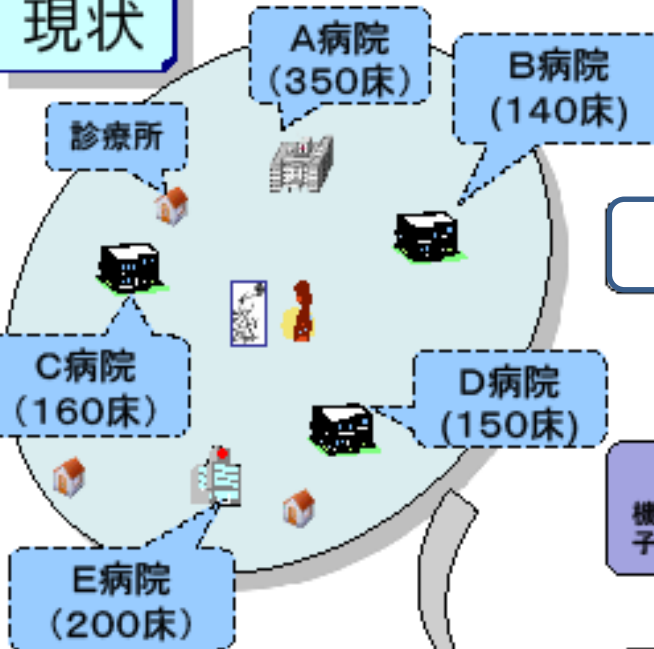 現状
A病院
（350床）
B病院
(140床)
診療所
C病院
（160床）
D病院
(150床)
E病院
（200床）
機
子